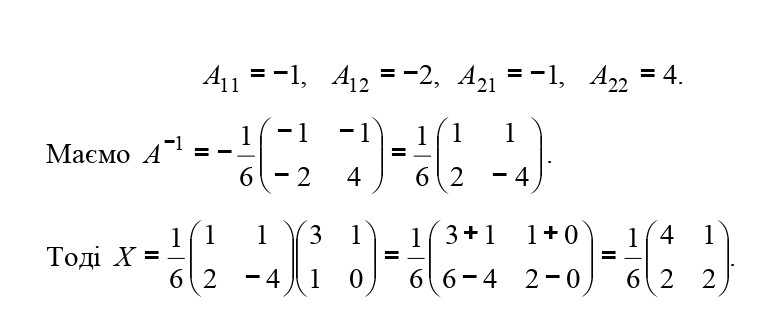 A₁₁ = −1, A₁₂ = −2, A₂₁ = −1, A₂₂ = 4.
Маємо A⁻¹ = − 1/6 (−1 −1; −2 4) = 1/6 (1 1; 2 −4).
Тоді X = 1/6 (1 1; 2 −4)(3 1; 1 0) = 1/6 (3+1 1+0; 6−4 2−0) = 1/6 (4 1; 2 2).